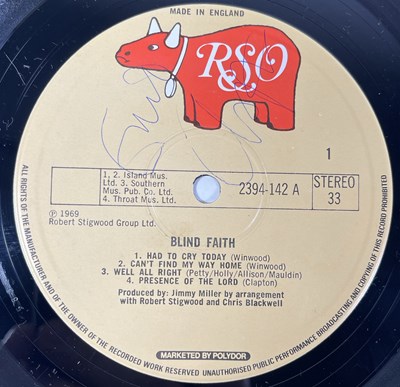 MADE IN ENGLAND
RSO
1
1, 2. Island Mus.
Ltd. 3. Southern
Mus. Pub. Co. Ltd.
4. Throat Mus. Ltd.
2394-142 A
STEREO
33
℗ 1969
Robert Stigwood Group Ltd.
BLIND FAITH
1. HAD TO CRY TODAY (Winwood)
2. CAN'T FIND MY WAY HOME (Winwood)
3. WELL ALL RIGHT (Petty/Holly/Allison/Mauldin)
4. PRESENCE OF THE LORD (Clapton)
Produced by: Jimmy Miller by arrangement
with Robert Stigwood and Chris Blackwell
MARKETED BY POLYDOR
ALL RIGHTS OF THE MANUFACTURER AND OF THE OWNER OF THE RECORDED WORK RESERVED UNAUTHORISED PUBLIC PERFORMANCE BROADCASTING AND COPYING OF THIS RECORD PROHIBITED